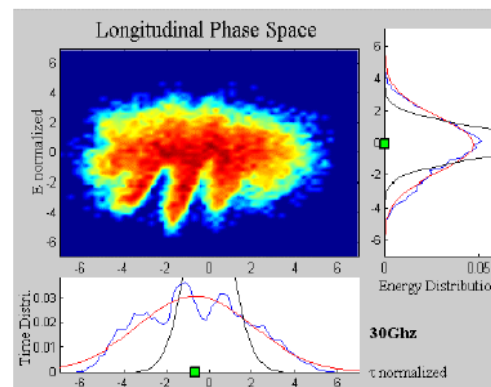 Longitudinal Phase Space
E normalized
6
4
2
0
-2
-4
-6
-6 -4 -2 0 2 4 6
6
4
2
0
-2
-4
-6
0 0.05
Energy Distributio
Time Distri.
0.03
0.02
0.01
0
-6 -4 -2 0 2 4 6
30Ghz
τ normalized